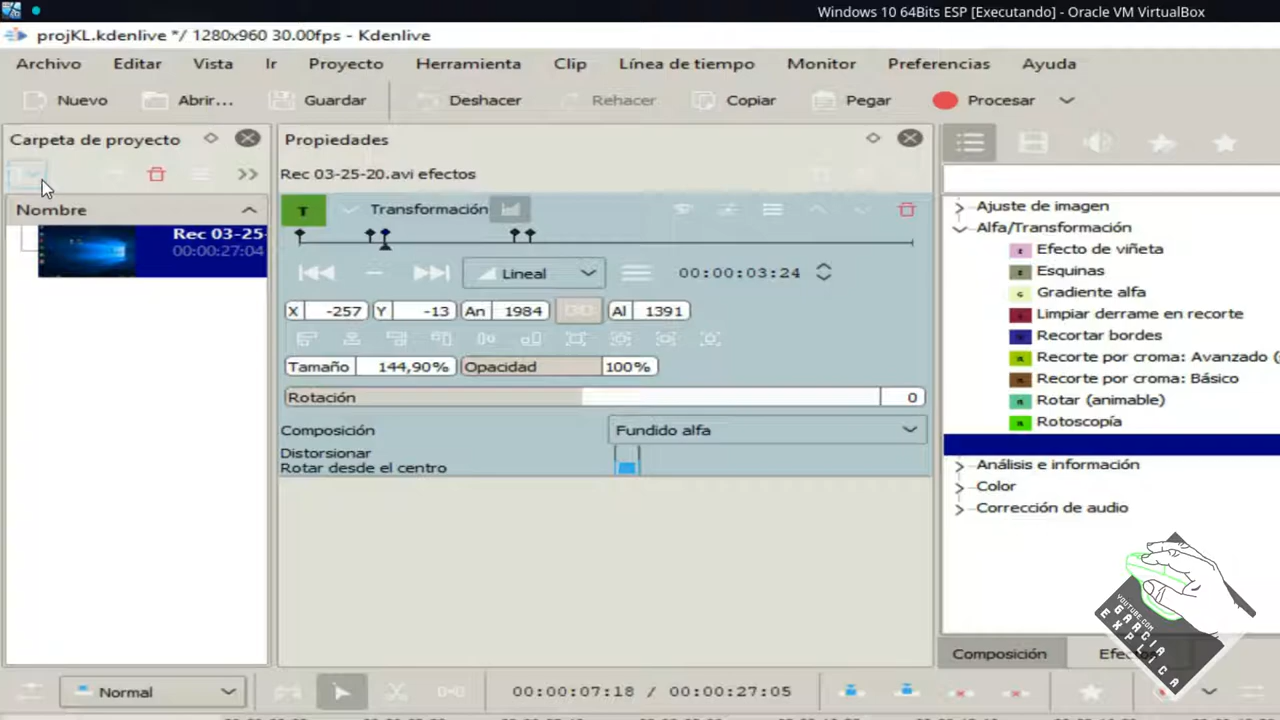 Windows 10 64Bits ESP [Executando] - Oracle VM VirtualBox
projKL.kdenlive */ 1280x960 30.00fps - Kdenlive
Archivo Editar Vista Ir Proyecto Herramienta Clip Línea de tiempo Monitor Preferencias Ayuda
Nuevo Abrir... Guardar Deshacer Rehacer Copiar Pegar Procesar
Carpeta de proyecto
Nombre
Rec 03-25-
00:00:27:04
Propiedades
Rec 03-25-20.avi efectos
T Transformación
Lineal 00:00:03:24
X -257 Y -13 An 1984 Al 1391
Tamaño 144,90% Opacidad 100%
Rotación 0
Composición Fundido alfa
Distorsionar
Rotar desde el centro
Ajuste de imagen
Alfa/Transformación
Efecto de viñeta
Esquinas
Gradiente alfa
Limpiar derrame en recorte
Recortar bordes
Recorte por croma: Avanzado (
Recorte por croma: Básico
Rotar (animable)
Rotoscopía
Análisis e información
Color
Corrección de audio
Composición
YOUTUBE.COM
GARCIA
EXPLICA
Normal 00:00:07:18 / 00:00:27:05